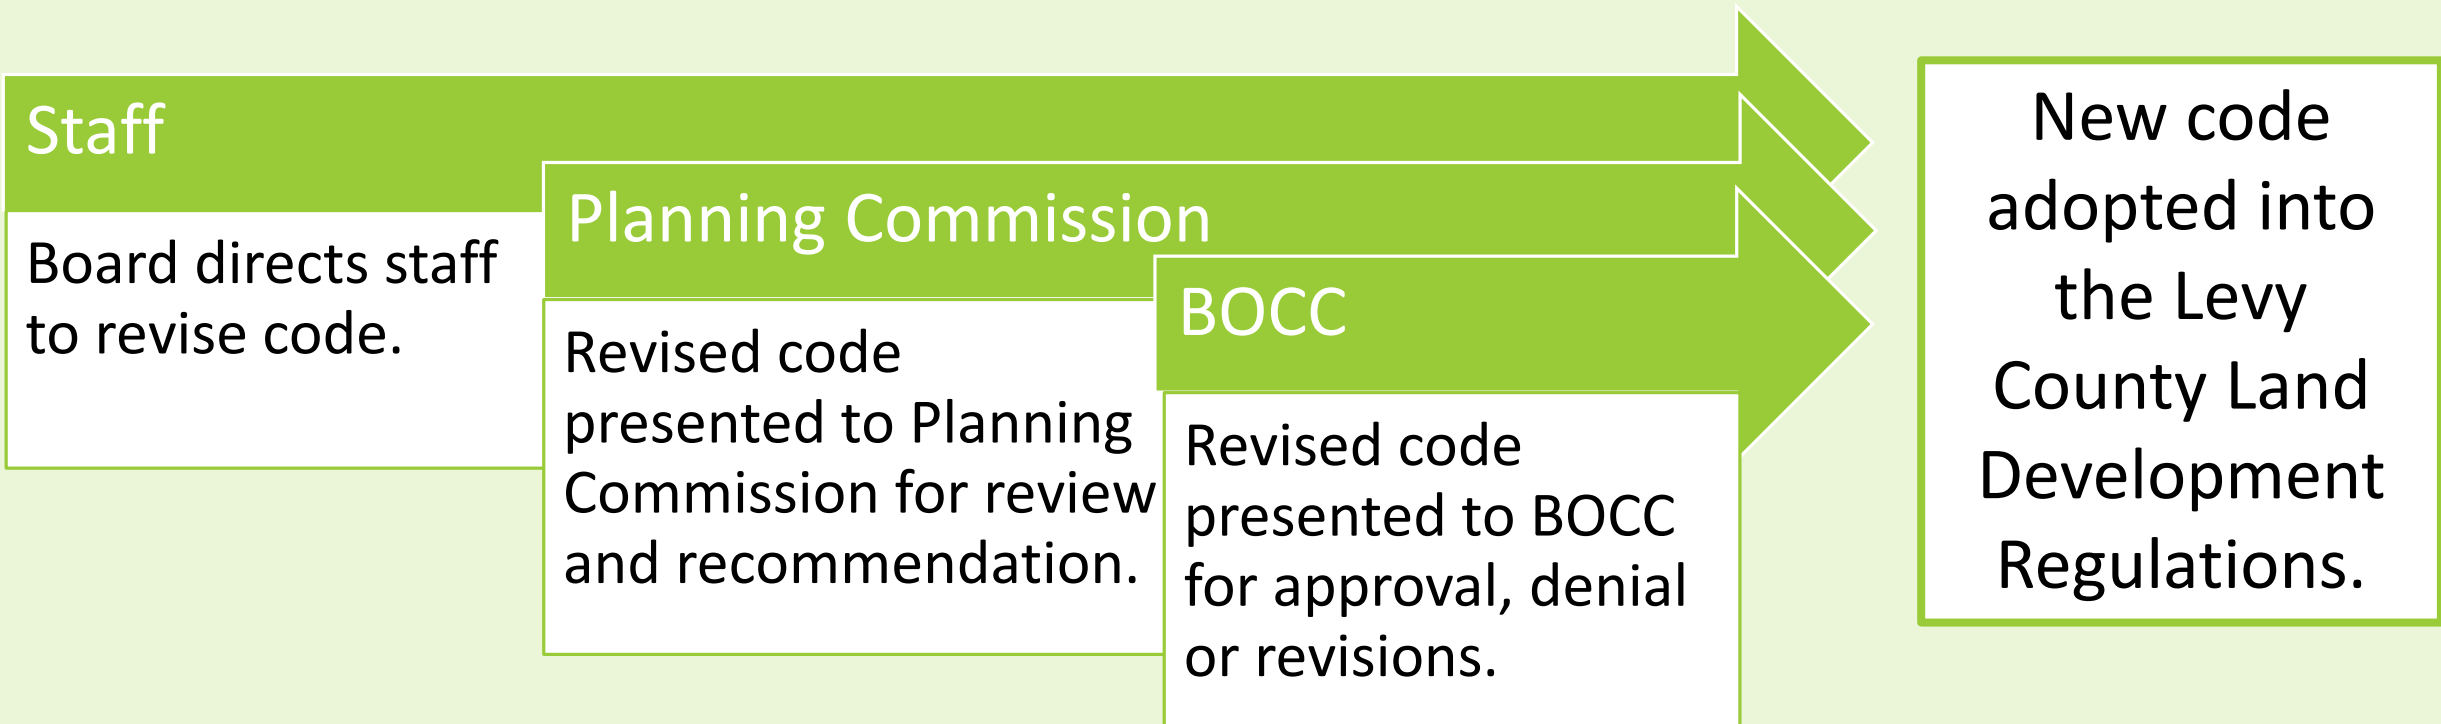 Staff
Board directs staff
to revise code.
Planning Commission
Revised code
presented to Planning
Commission for review
and recommendation.
BOCC
Revised code
presented to BOCC
for approval, denial
or revisions.
New code
adopted into
the Levy
County Land
Development
Regulations.